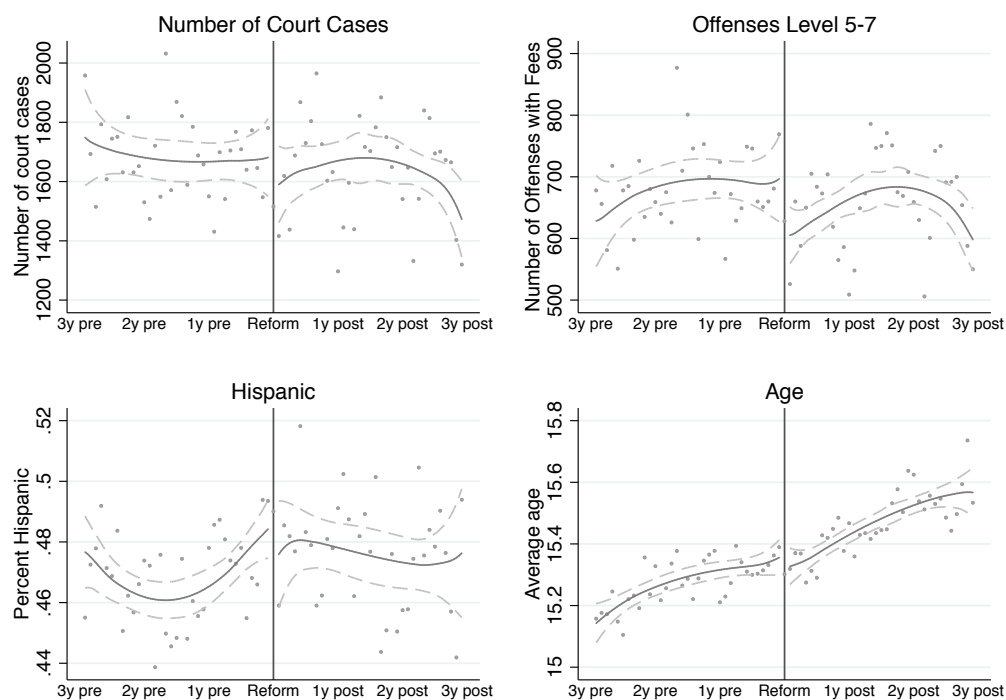 Number of Court Cases
Number of court cases
2000
1800
1600
1400
1200
3y pre 2y pre 1y pre Reform 1y post 2y post 3y post
Offenses Level 5-7
Number of Offenses with Fees
900
800
700
600
500
3y pre 2y pre 1y pre Reform 1y post 2y post 3y post
Hispanic
Percent Hispanic
.52
.5
.48
.46
.44
3y pre 2y pre 1y pre Reform 1y post 2y post 3y post
Age
Average age
15.8
15.6
15.4
15.2
15
3y pre 2y pre 1y pre Reform 1y post 2y post 3y post